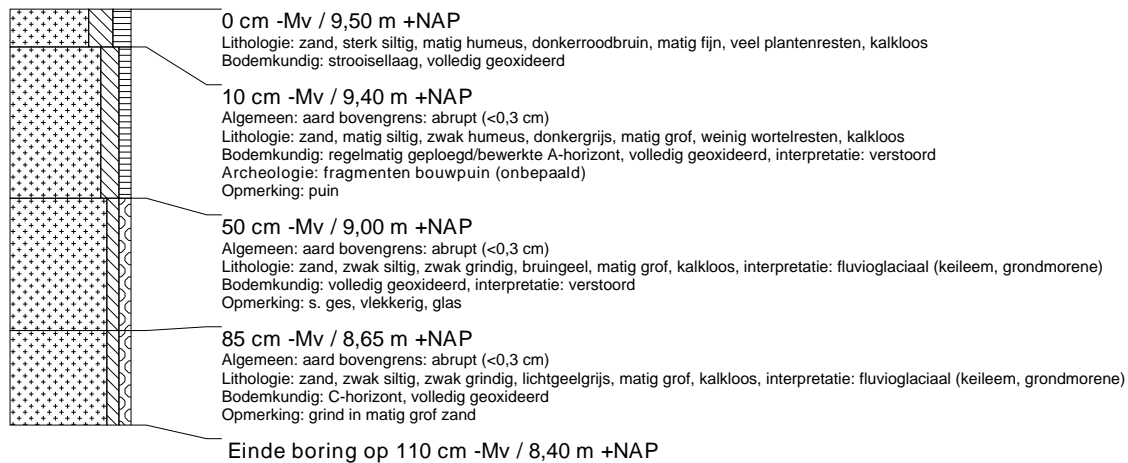 0 cm -Mv / 9,50 m +NAP
Lithologie: zand, sterk siltig, matig humeus, donkerroodbruin, matig fijn, veel plantenresten, kalkloos
Bodemkundig: strooisellaag, volledig geoxideerd
10 cm -Mv / 9,40 m +NAP
Algemeen: aard bovengrens: abrupt (<0,3 cm)
Lithologie: zand, matig siltig, zwak humeus, donkergrijs, matig grof, weinig wortelresten, kalkloos
Bodemkundig: regelmatig geploegd/bewerkte A-horizont, volledig geoxideerd, interpretatie: verstoord
Archeologie: fragmenten bouwpuin (onbepaald)
Opmerking: puin
50 cm -Mv / 9,00 m +NAP
Algemeen: aard bovengrens: abrupt (<0,3 cm)
Lithologie: zand, zwak siltig, zwak grindig, bruingeel, matig grof, kalkloos, interpretatie: fluvioglaciaal (keileem, grondmorene)
Bodemkundig: volledig geoxideerd, interpretatie: verstoord
Opmerking: s. ges, vlekkerig, glas
85 cm -Mv / 8,65 m +NAP
Algemeen: aard bovengrens: abrupt (<0,3 cm)
Lithologie: zand, zwak siltig, zwak grindig, lichtgeelgrijs, matig grof, kalkloos, interpretatie: fluvioglaciaal (keileem, grondmorene)
Bodemkundig: C-horizont, volledig geoxideerd
Opmerking: grind in matig grof zand
Einde boring op 110 cm -Mv / 8,40 m +NAP